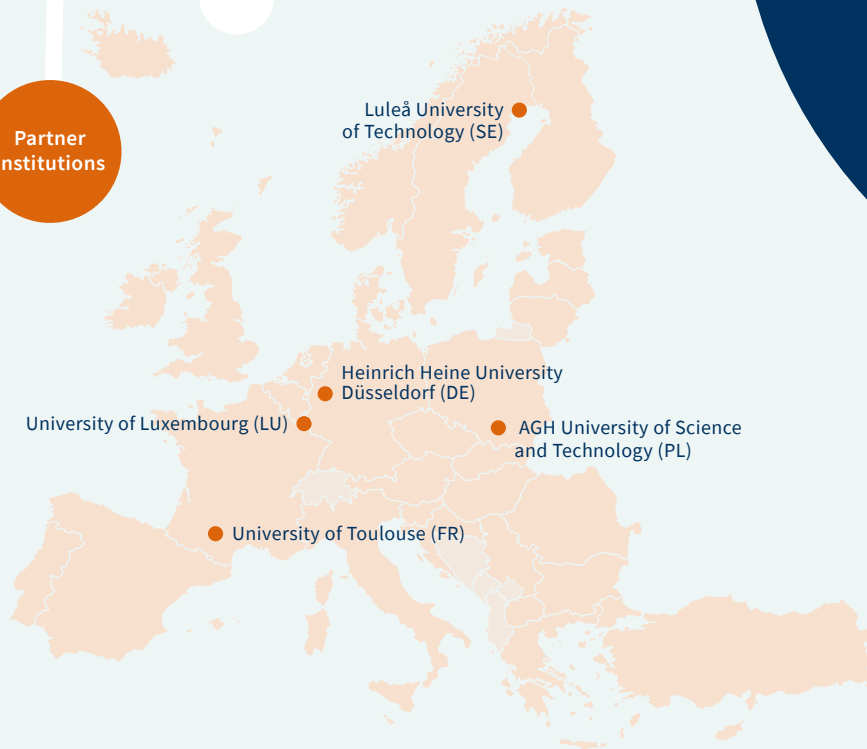 Partner
nstitutions
Luleå University
of Technology (SE)
Heinrich Heine University
Düsseldorf (DE)
University of Luxembourg (LU)
AGH University of Science
and Technology (PL)
University of Toulouse (FR)